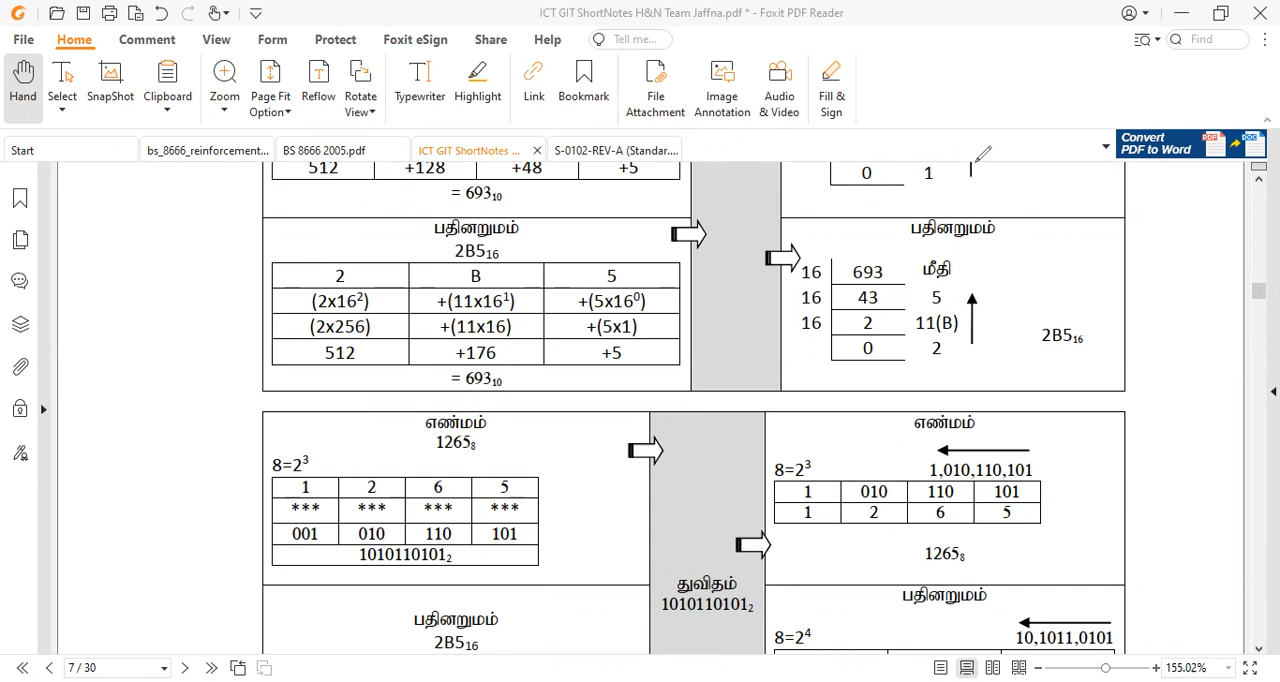 ICT GIT ShortNotes H&N Team Jaffna.pdf * - Foxit PDF Reader
File Home Comment View Form Protect Foxit eSign Share Help Tell me... Find
Hand Select SnapShot Clipboard Zoom Page Fit Option Reflow Rotate View Typewriter Highlight Link Bookmark File Attachment Image Annotation Audio & Video Fill & Sign
Start bs_8666_reinforcement... BS 8666 2005.pdf ICT GIT ShortNotes ... S-0102-REV-A (Standar....
Convert
PDF to Word
512 +128 +48 +5
= 693₁₀
0 1
பதினறுமம்
2B5₁₆
2 B 5
(2x16²) +(11x16¹) +(5x16⁰)
(2x256) +(11x16) +(5x1)
512 +176 +5
= 693₁₀
பதினறுமம்
16 693 மீதி
16 43 5
16 2 11(B)
0 2
2B5₁₆
எண்மம்
1265₈
8=2³
1 2 6 5
*** *** *** ***
001 010 110 101
1010110101₂
துவிதம்
1010110101₂
எண்மம்
8=2³ 1,010,110,101
1 010 110 101
1 2 6 5
1265₈
பதினறுமம்
2B5₁₆
பதினறுமம்
8=2⁴ 10,1011,0101
7 / 30 155.02%